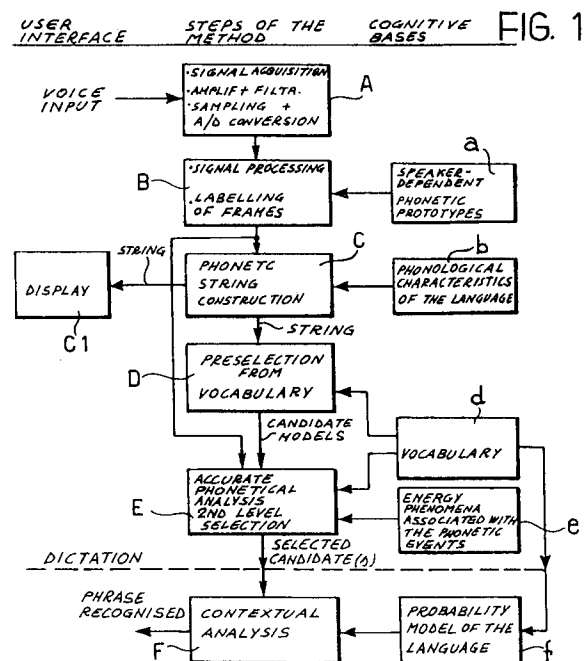 USER INTERFACE
STEPS OF THE METHOD
COGNITIVE BASES
FIG. 1
VOICE INPUT
·SIGNAL ACQUISITION
·AMPLIF+ FILTR.
·SAMPLING +
A/D CONVERSION
A
B
·SIGNAL PROCESSING
.LABELLING
OF FRAMES
a
SPEAKER-
DEPENDENT
PHONETIC
PROTOTYPES
STRING
DISPLAY
C1
C
PHONETC
STRING
CONSTRUCTION
b
PHONOLOGICAL
CHARACTERISTICS
OF THE LANGUAGE
STRING
D
PRESELECTION
FROM
VOCABULARY
CANDIDATE
MODELS
d
VOCABULARY
E
ACCURATE
PHONETICAL
ANALYSIS
2ND LEVEL
SELECTION
ENERGY
PHENOMENA
ASSOCIATED WITH
THE PHONETIC
EVENTS
e
SELECTED
CANDIDATE(S)
DICTATION
PHRASE
RECOGNISED
CONTEXTUAL
ANALYSIS
F
PROBABILITY
MODEL OF THE
LANGUAGE
f